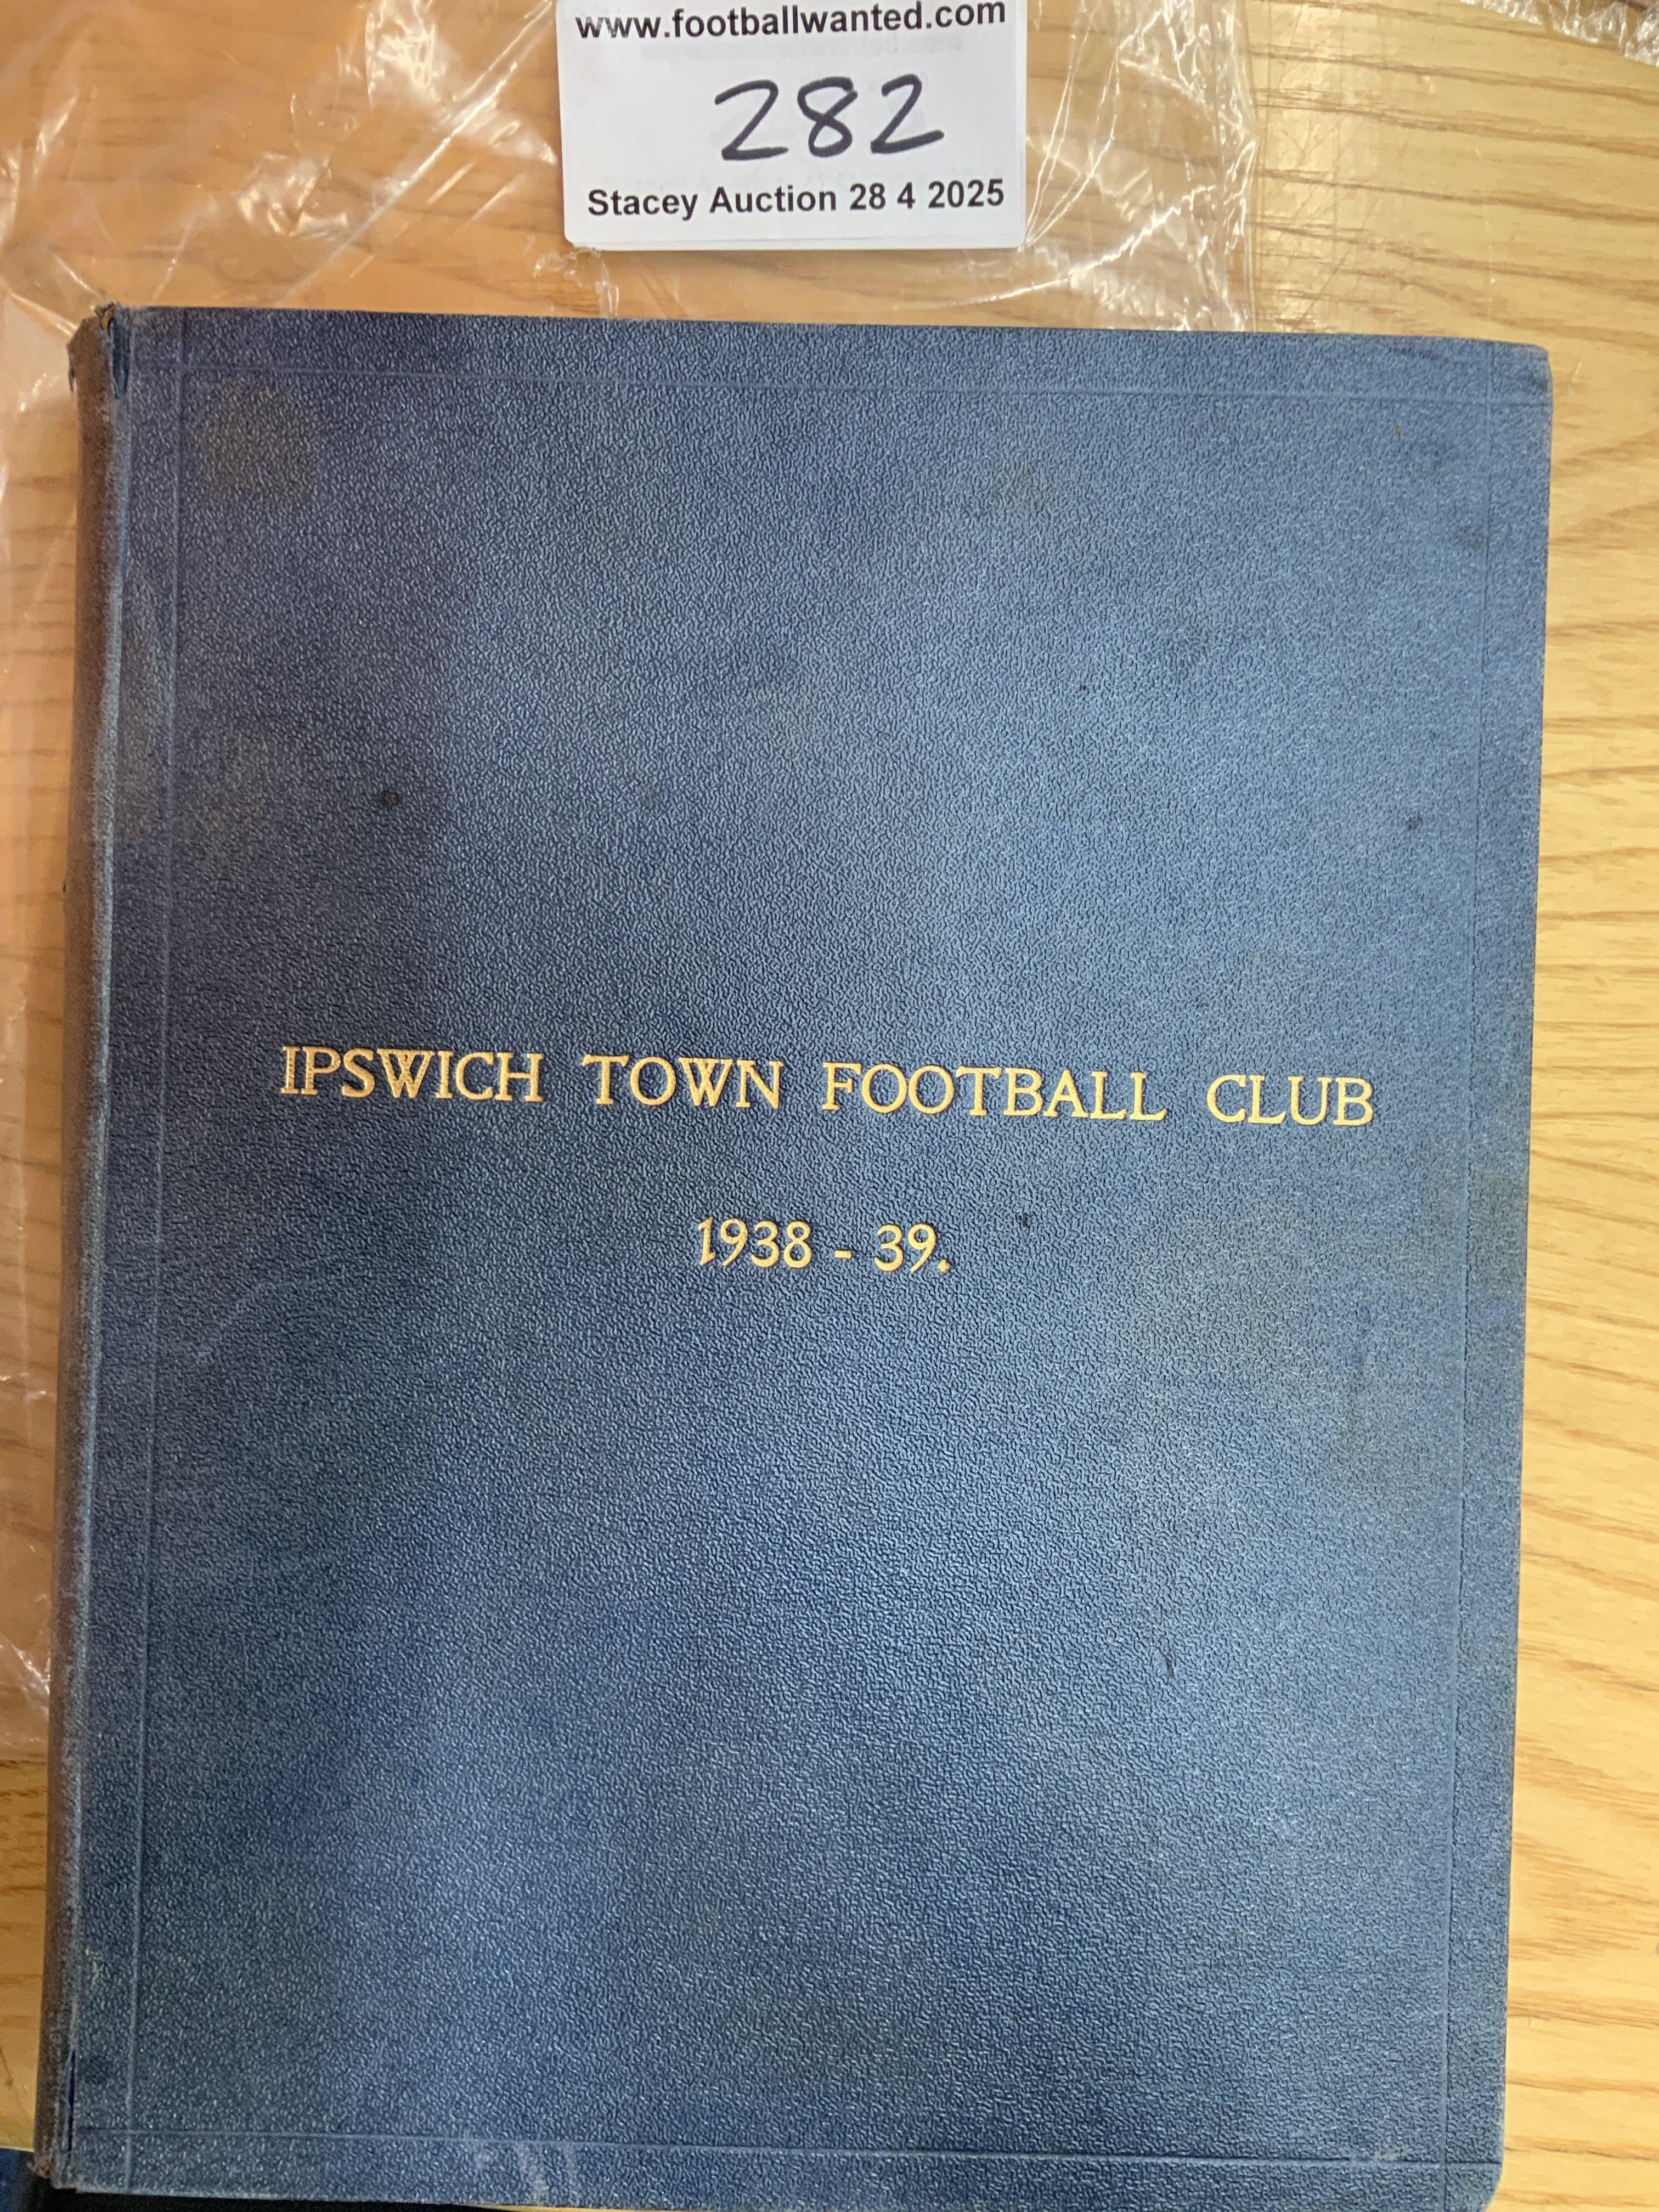 www.footballwanted.com
282
Stacey Auction 28 4 2025
IPSWICH TOWN FOOTBALL CLUB
1938 - 39.